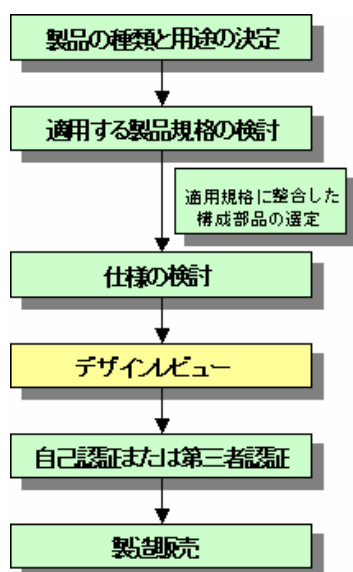 製品の種類と用途の決定
適用する製品規格の検討
適用規格に整合した
構成部品の選定
仕様の検討
デザインレビュー
自己認証または第三者認証
製造販売